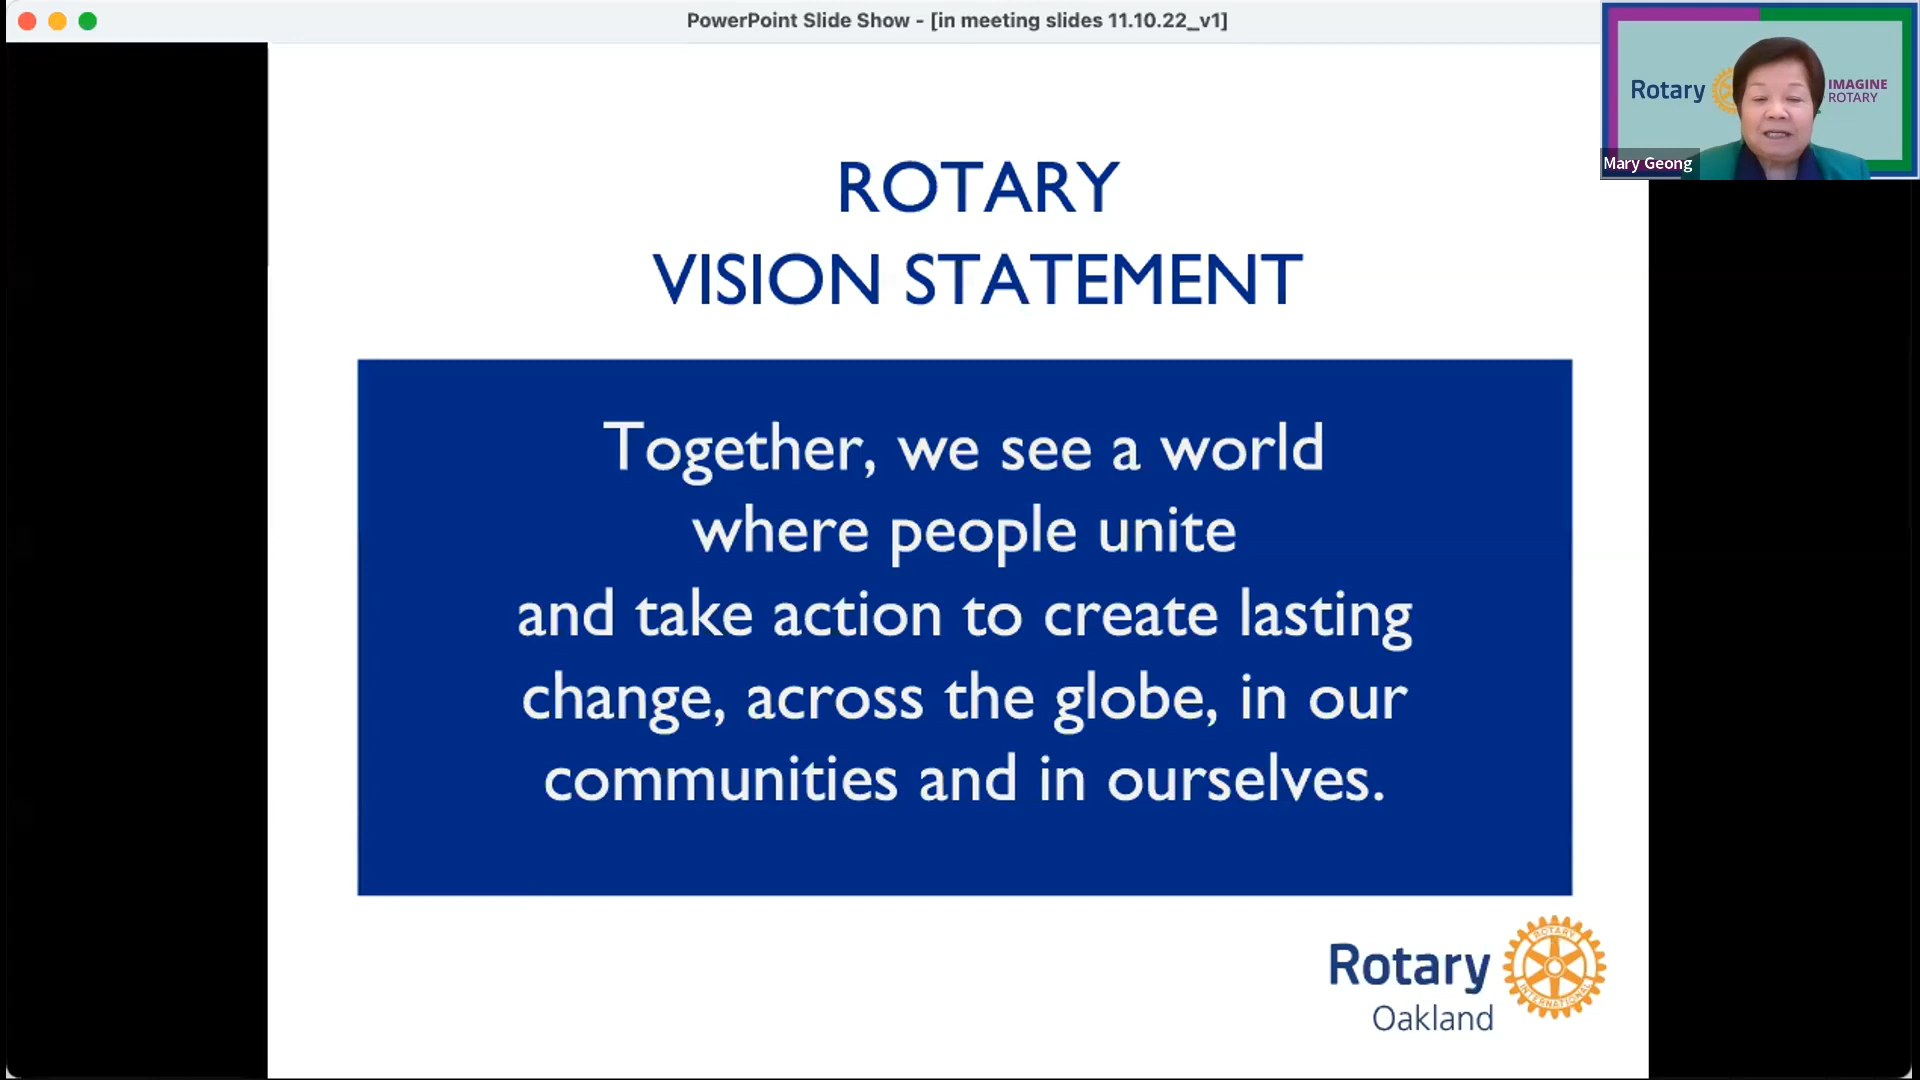 PowerPoint Slide Show - [in meeting slides 11.10.22_v1]
Rotary
IMAGINE
ROTARY
Mary Geong
ROTARY
VISION STATEMENT
Together, we see a world
where people unite
and take action to create lasting
change, across the globe, in our
communities and in ourselves.
Rotary
Oakland
ROTARY
INTERNATIONAL